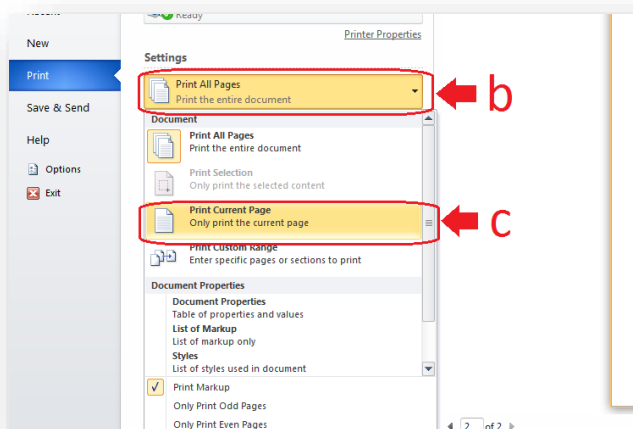 Ready
Printer Properties
New
Settings
Print
Print All Pages
Print the entire document
b
Save & Send
Document
Help
Print All Pages
Print the entire document
Options
Print Selection
Only print the selected content
Exit
Print Current Page
Only print the current page
c
Print Custom Range
Enter specific pages or sections to print
Document Properties
Document Properties
Table of properties and values
List of Markup
List of markup only
Styles
List of styles used in document
Print Markup
Only Print Odd Pages
Only Print Even Pages
2 of 2